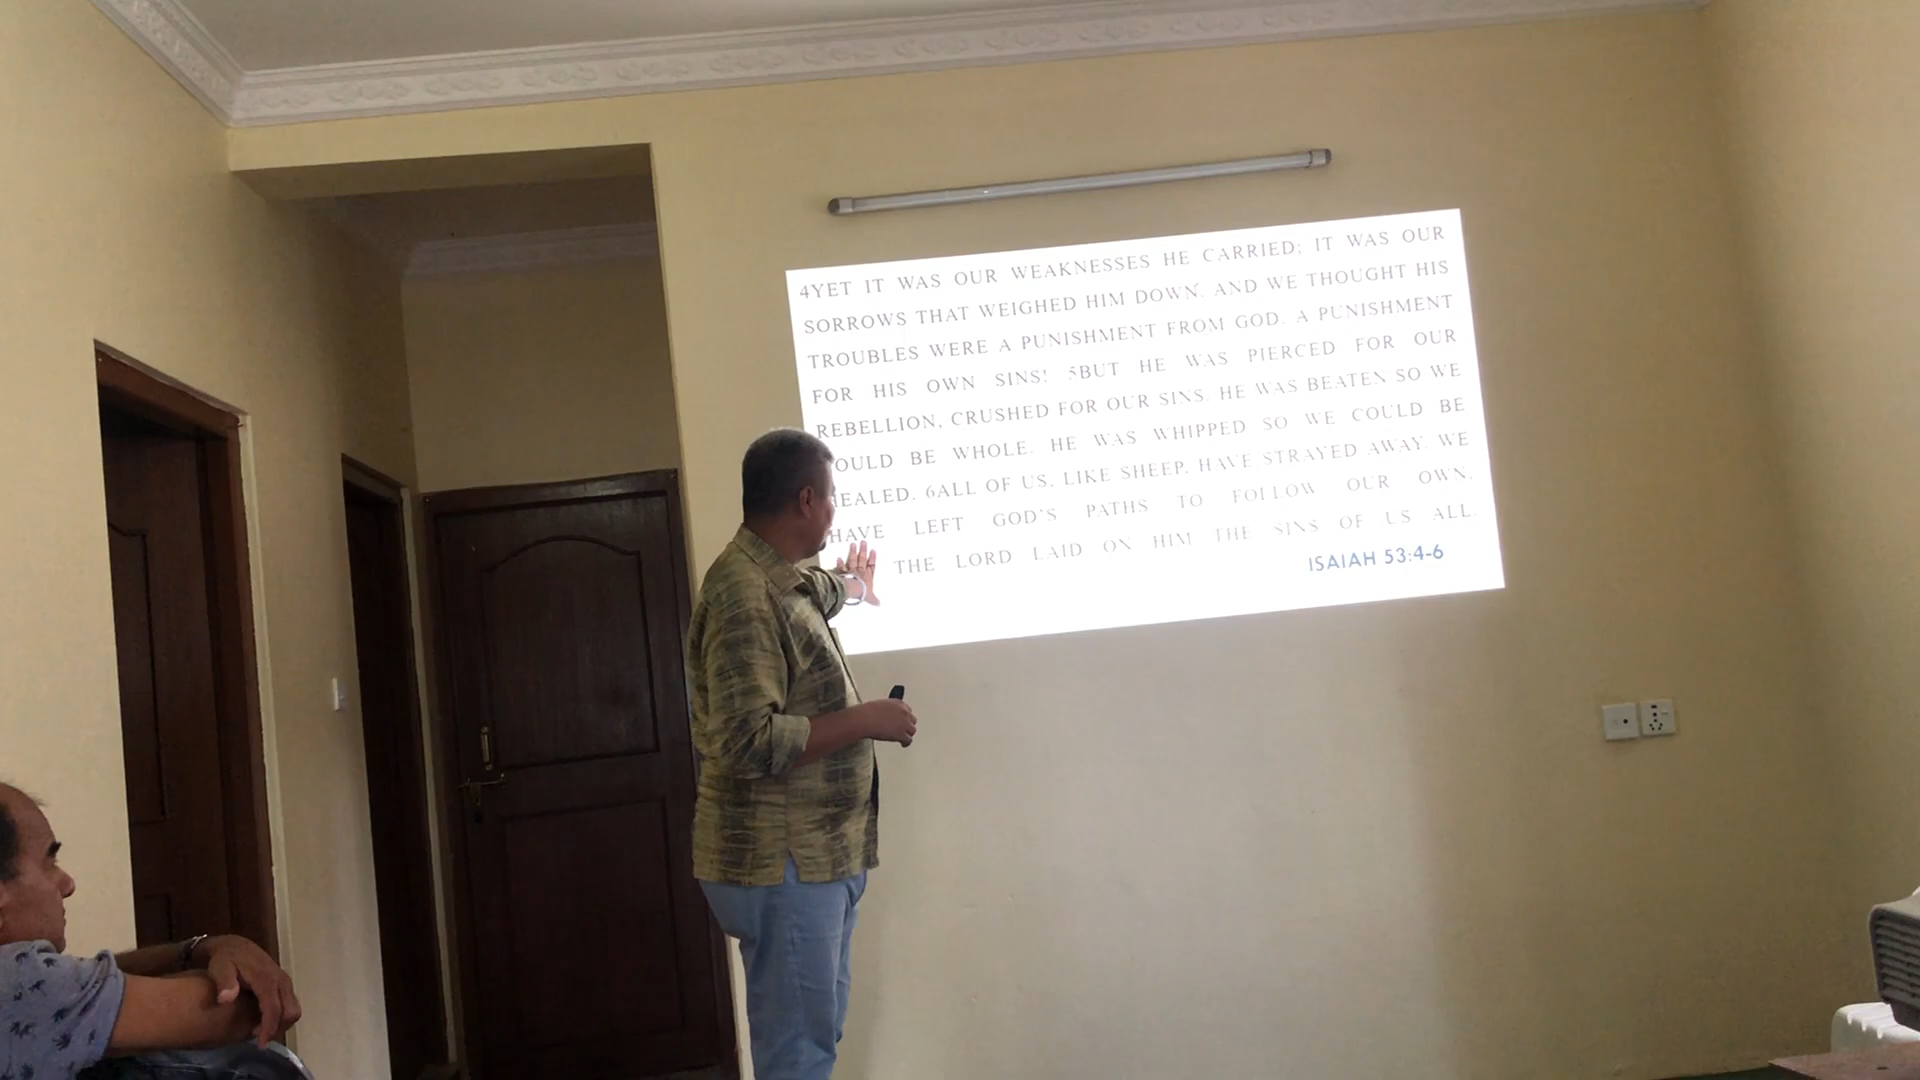 4YET IT WAS OUR WEAKNESSES HE CARRIED; IT WAS OUR
SORROWS THAT WEIGHED HIM DOWN. AND WE THOUGHT HIS
TROUBLES WERE A PUNISHMENT FROM GOD. A PUNISHMENT
FOR HIS OWN SINS! 5BUT HE WAS PIERCED FOR OUR
REBELLION, CRUSHED FOR OUR SINS. HE WAS BEATEN SO WE
OULD BE WHOLE. HE WAS WHIPPED SO WE COULD BE
HEALED. 6ALL OF US, LIKE SHEEP, HAVE STRAYED AWAY. WE
HAVE LEFT GOD'S PATHS TO FOLLOW OUR OWN.
THE LORD LAID ON HIM THE SINS OF US ALL.
ISAIAH 53:4-6